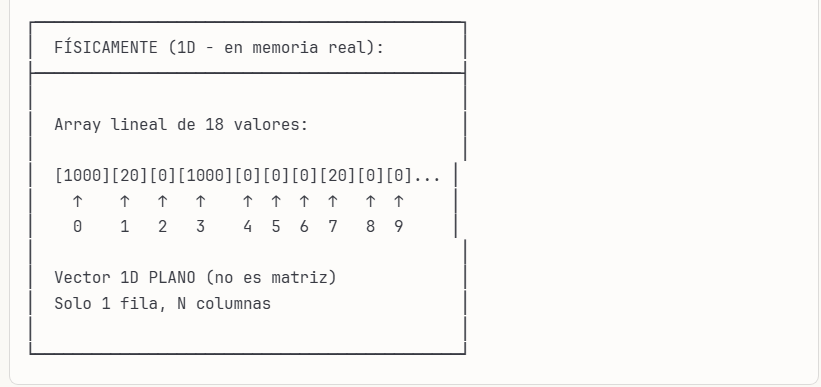 FÍSICAMENTE (1D - en memoria real):
Array lineal de 18 valores:
[1000][20][0][1000][0][0][0][20][0][0]...
↑ ↑ ↑ ↑ ↑ ↑ ↑ ↑ ↑ ↑
0 1 2 3 4 5 6 7 8 9
Vector 1D PLANO (no es matriz)
Solo 1 fila, N columnas